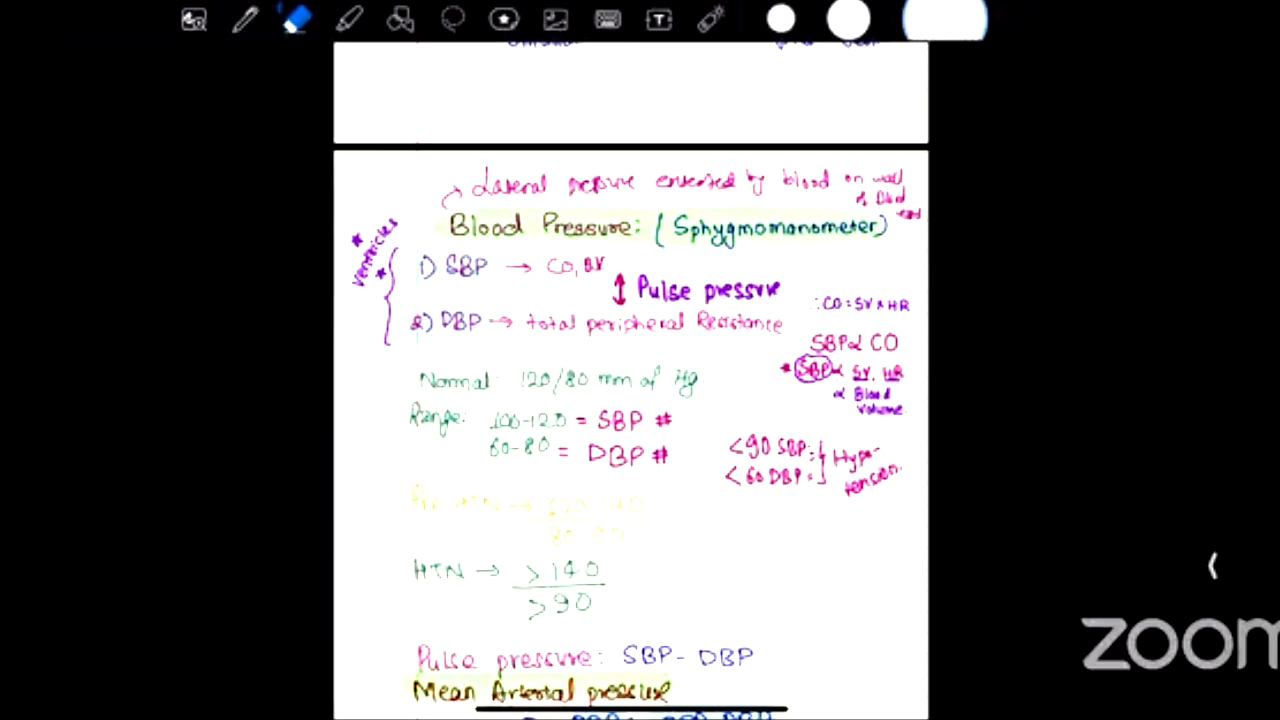 → Lateral pressure exerted by blood on wall
of Blood
Blood Pressure: ( Sphygmomanometer)
* ventricles *
1) SBP → CO, BV
↕ Pulse pressure
2) DBP → total peripheral Resistance
∴ CO = SV x HR
SBP ∝ CO
* SBP ∝ SV. HR
∝ Blood
Volume.
Normal: 120/80 mm of Hg
Range: 100-120 = SBP #
60-80 = DBP #
<90 SBP =
<60 DBP =
} Hypo-
tension.
HTN → >140
>90
Pulse pressure: SBP - DBP
Mean Arterial pressure
zoom